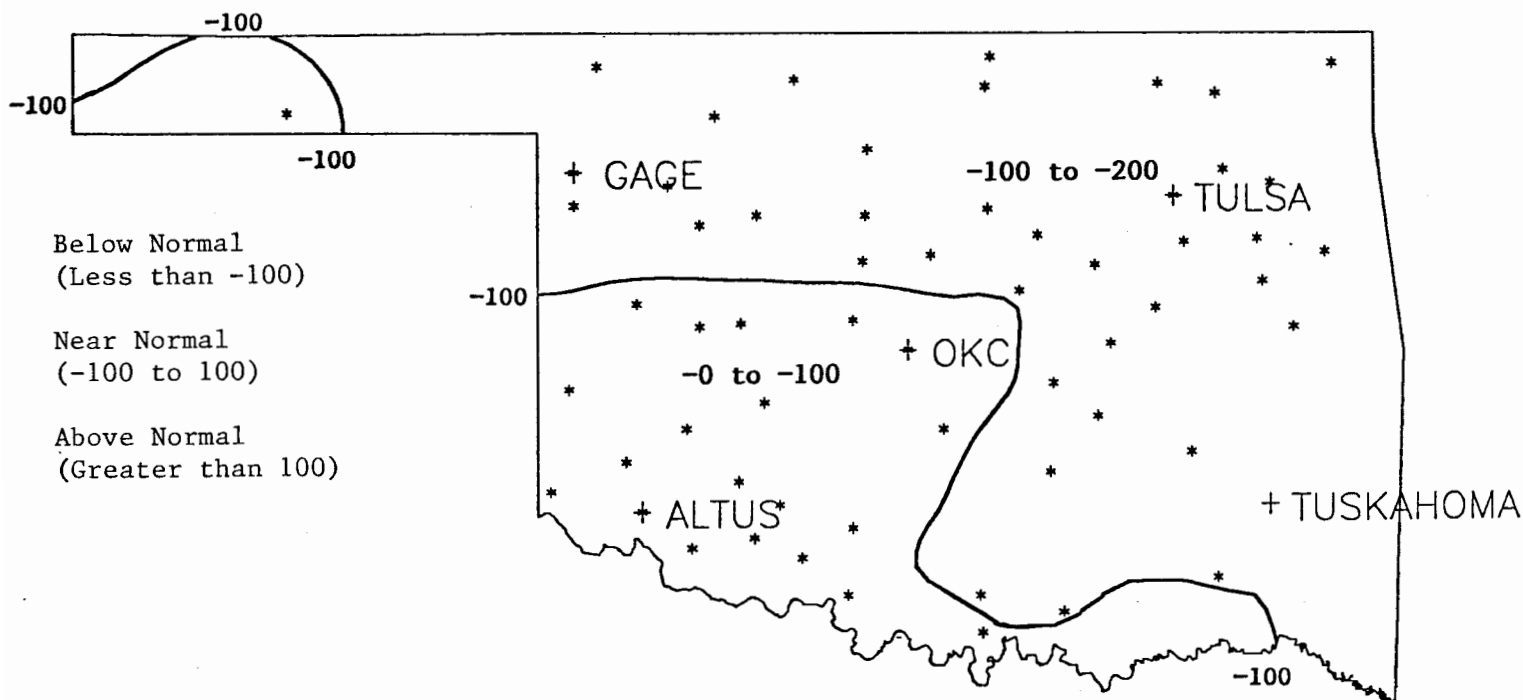 -100
-100
-100
GAGE
-100 to -200
TULSA
Below Normal
(Less than -100)
-100
Near Normal
(-100 to 100)
OKC
-0 to -100
Above Normal
(Greater than 100)
ALTUS
TUSKAHOMA
-100